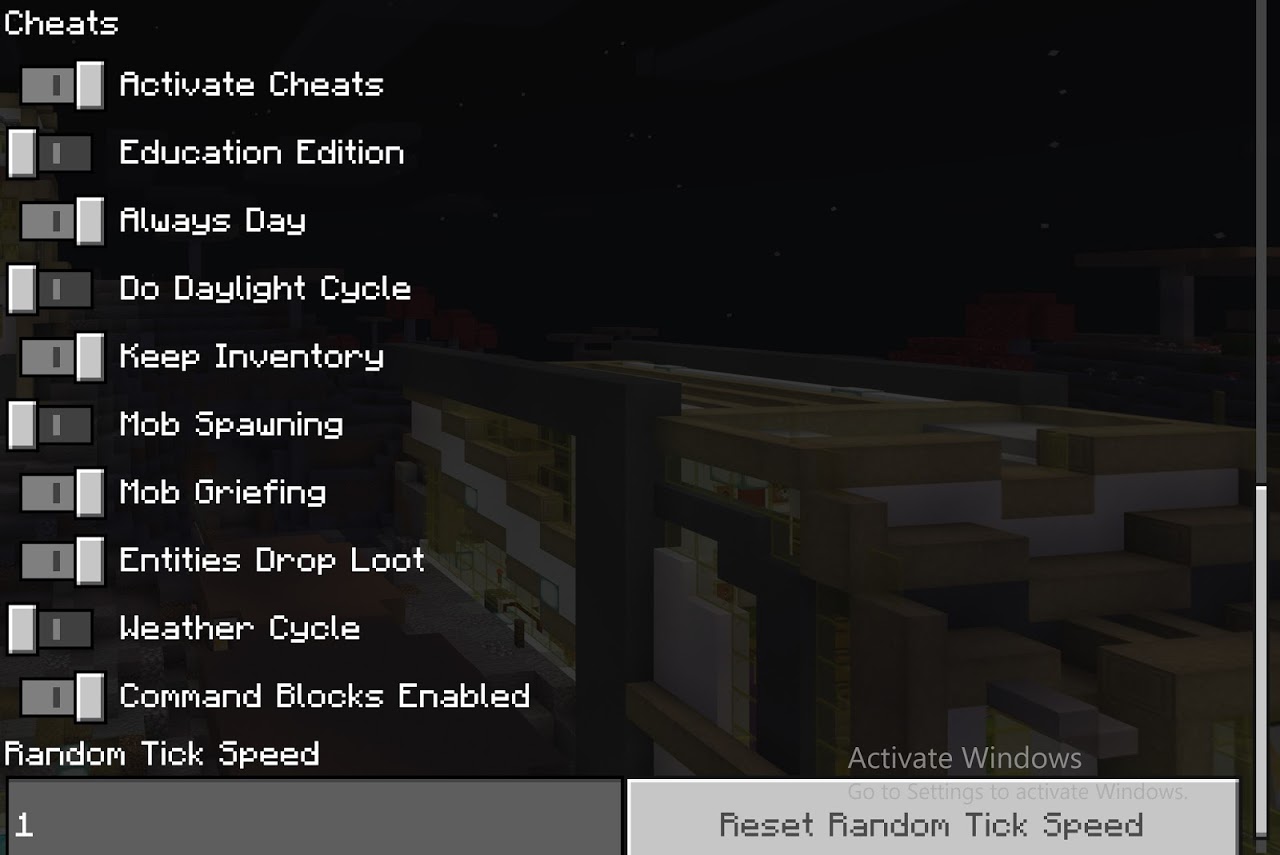 Cheats
Activate Cheats
Education Edition
Always Day
Do Daylight Cycle
Keep Inventory
Mob Spawning
Mob Griefing
Entities Drop Loot
Weather Cycle
Command Blocks Enabled
Random Tick Speed
Activate Windows
Go to Settings to activate Windows.
1
Reset Random Tick Speed